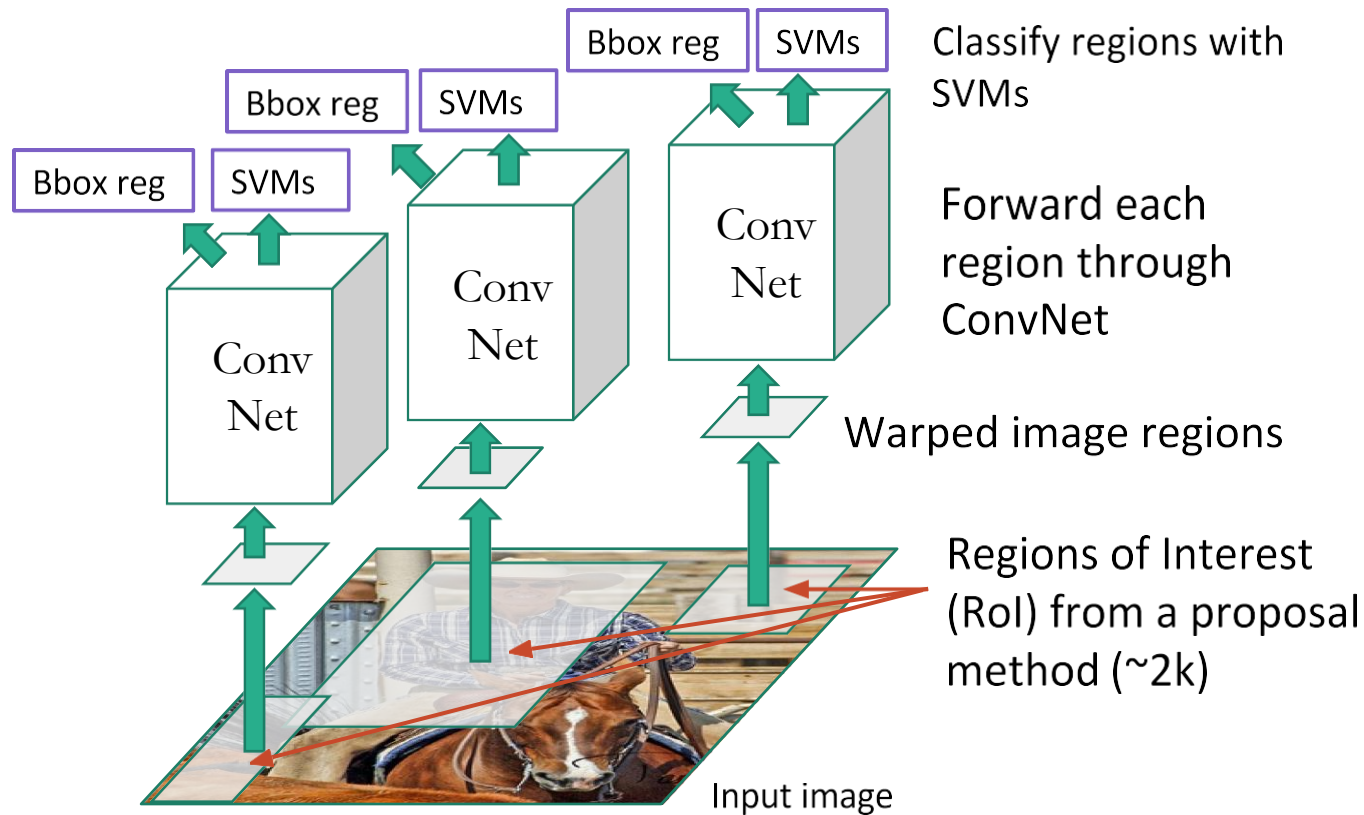 Bbox reg
SVMs
Classify regions with
SVMs
Bbox reg
SVMs
Bbox reg
SVMs
Forward each
region through
ConvNet
Conv
Net
Conv
Net
Conv
Net
Warped image regions
Regions of Interest
(RoI) from a proposal
method (~2k)
Input image